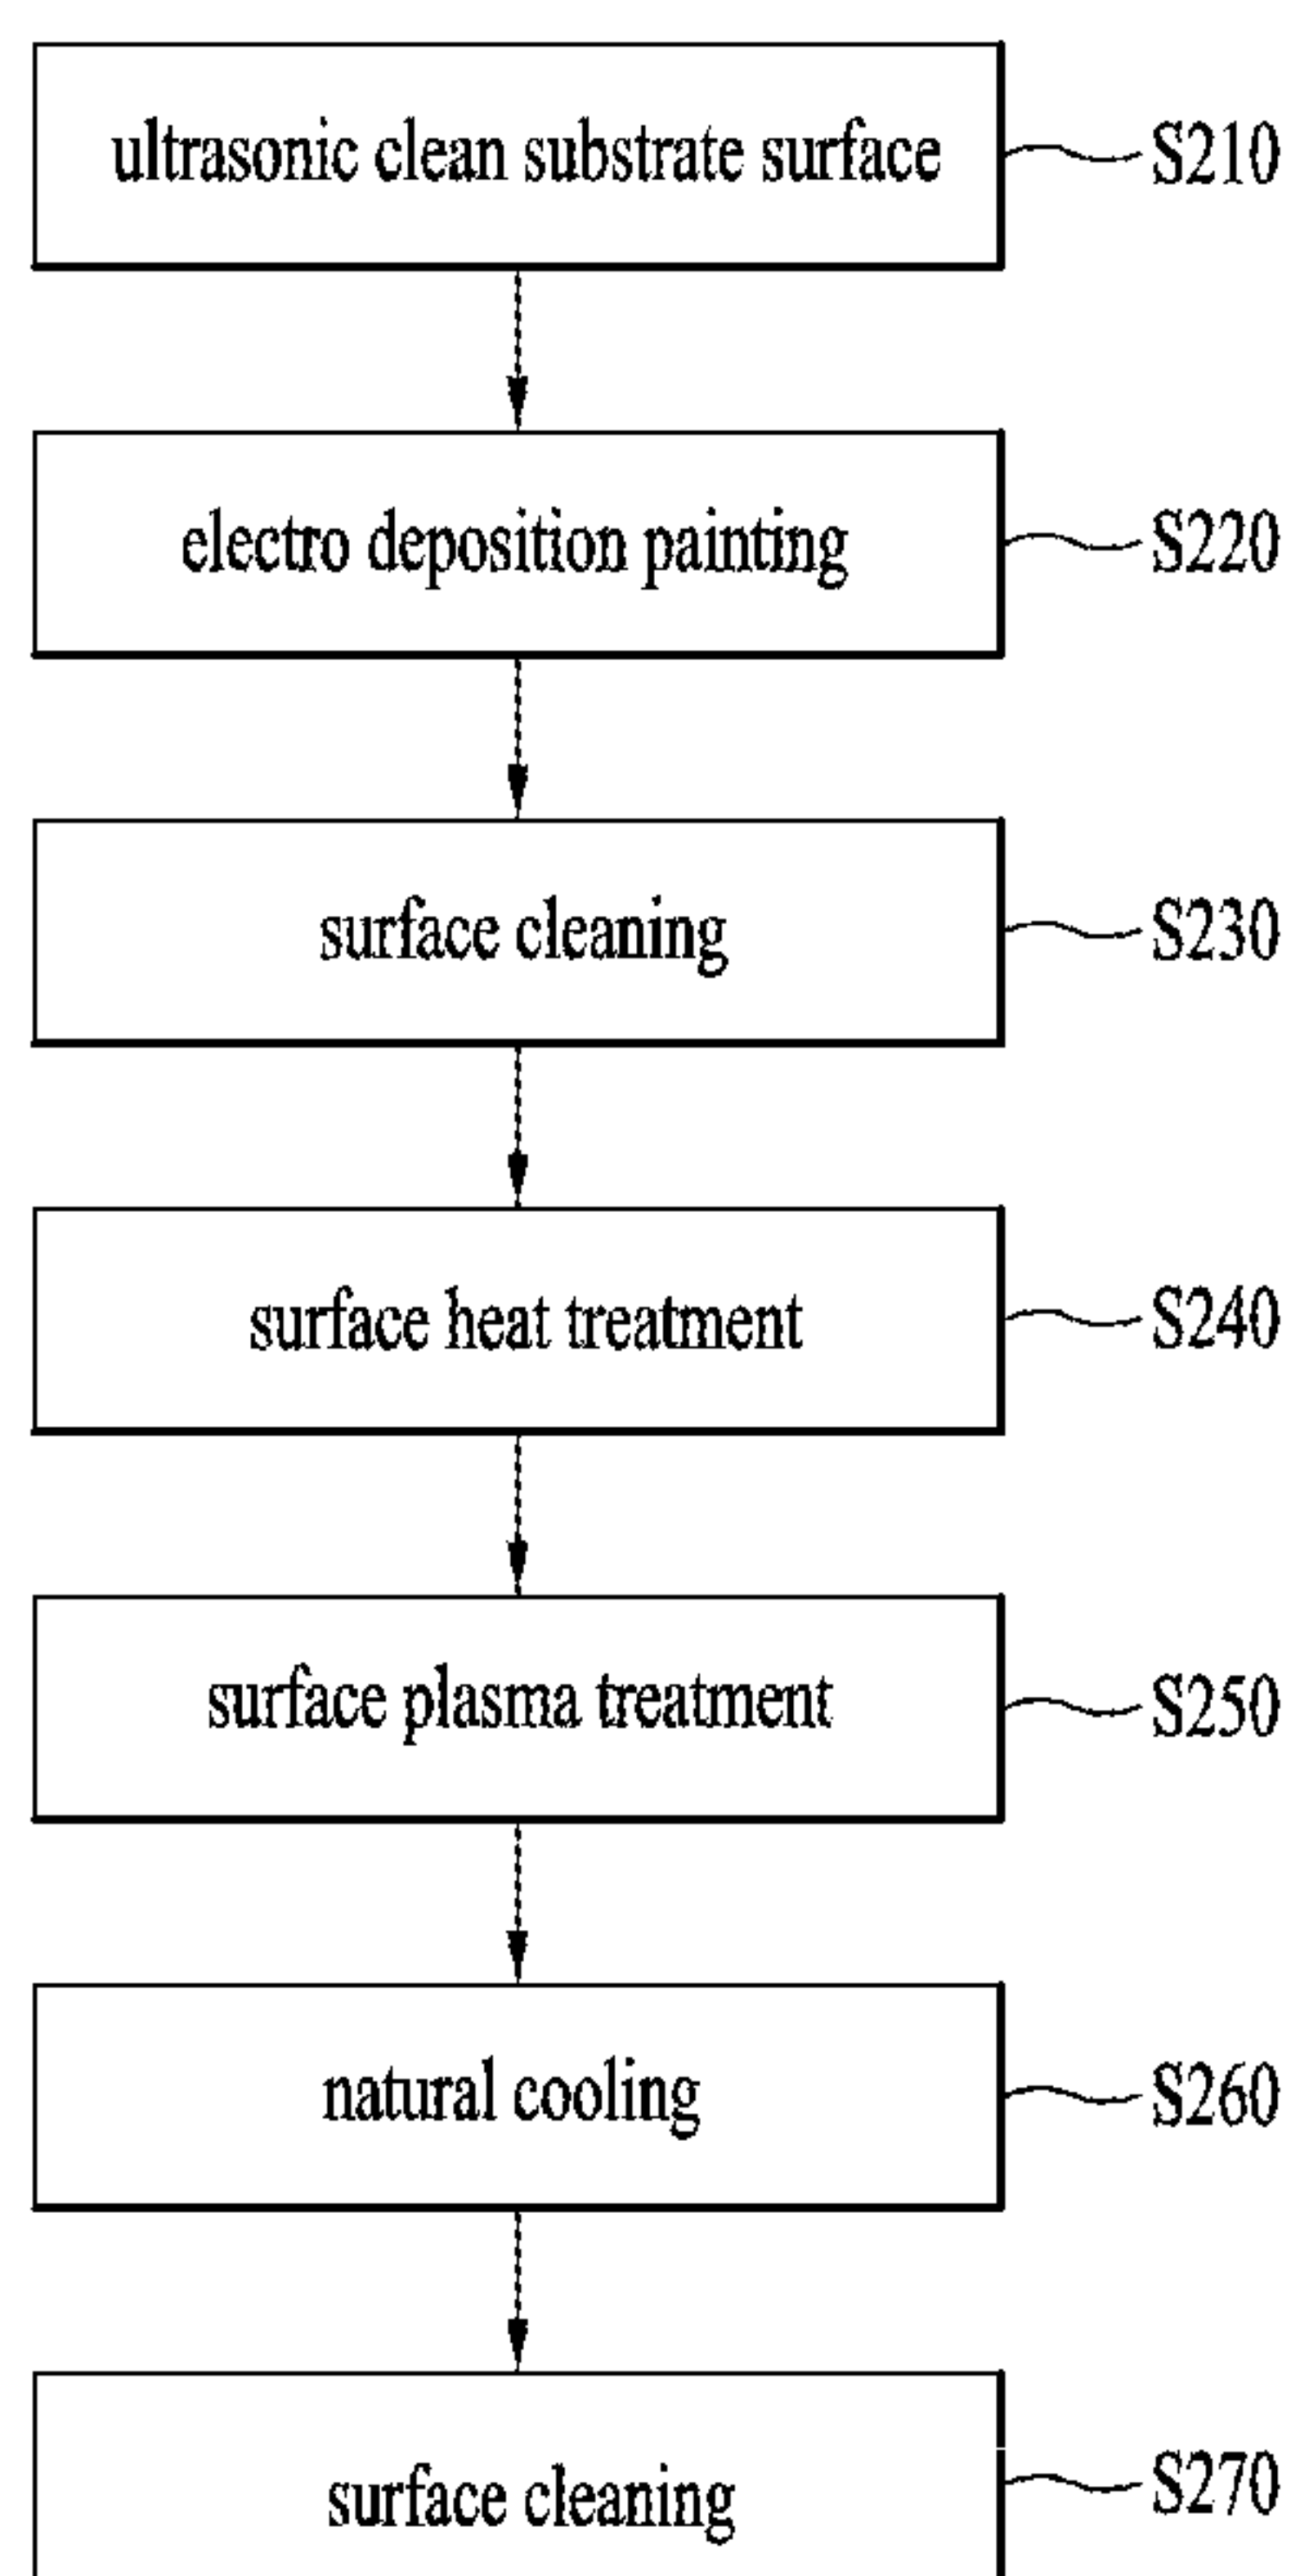 ultrasonic clean substrate surface S210
electro deposition painting S220
surface cleaning S230
surface heat treatment S240
surface plasma treatment S250
natural cooling S260
surface cleaning S270